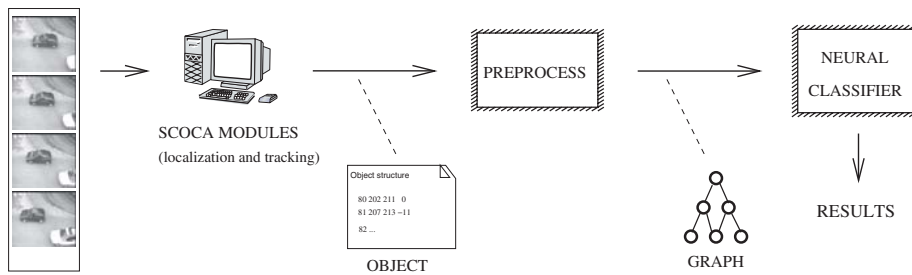 SCOCA MODULES
(localization and tracking)
Object structure
80 202 211 0
81 207 213 −11
82 ...
OBJECT
PREPROCESS
GRAPH
NEURAL
CLASSIFIER
RESULTS